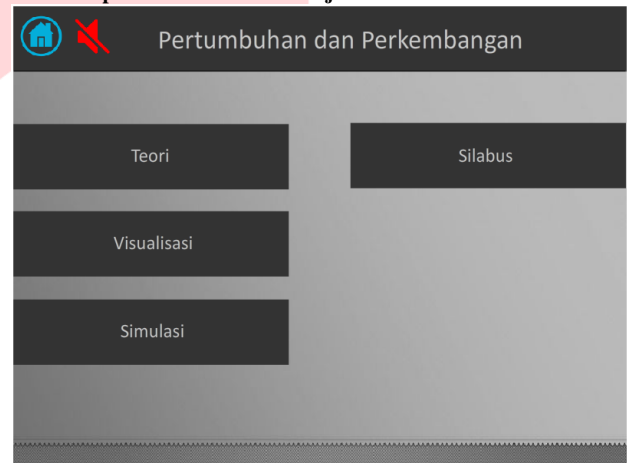 Pertumbuhan dan Perkembangan
Teori
Silabus
Visualisasi
Simulasi